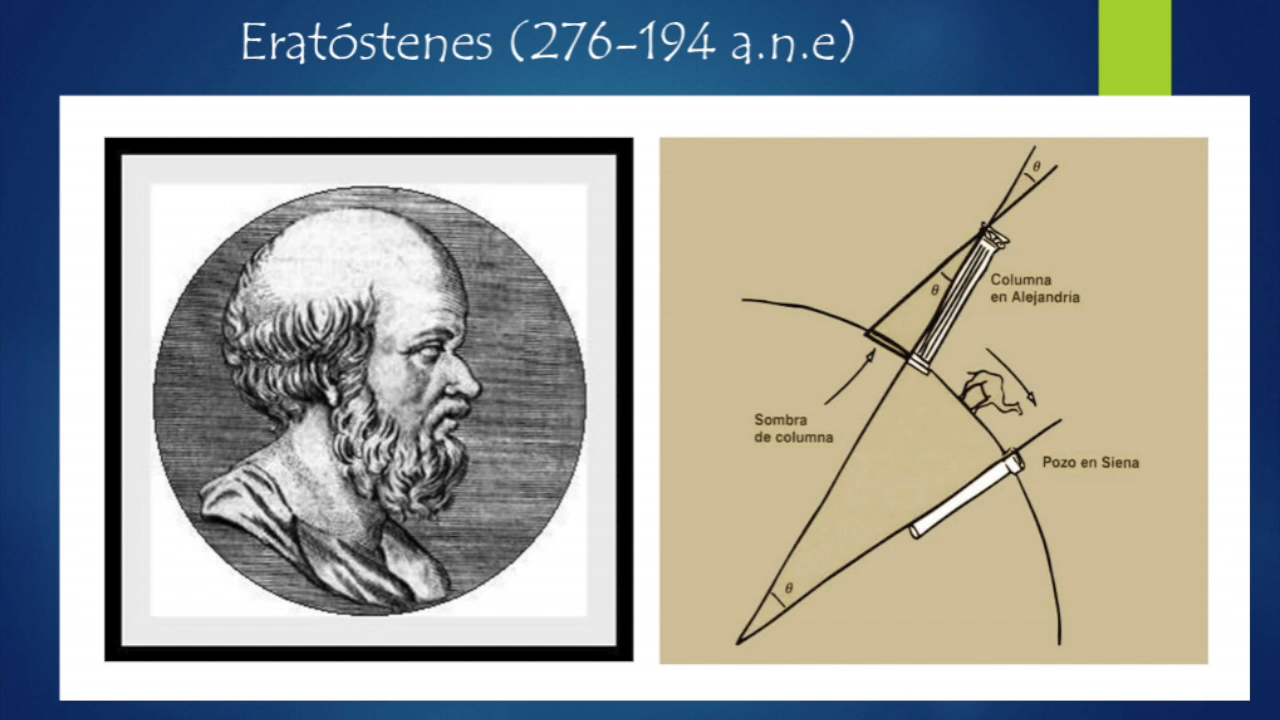 Eratóstenes (276-194 a.n.e)
θ
Columna
en Alejandría
θ
Sombra
de columna
Pozo en Siena
θ